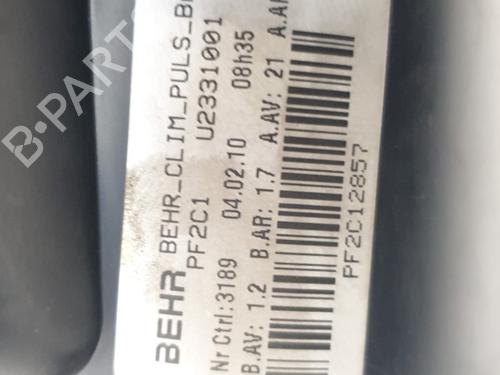 BEHR BEHR_CLIM_PULS_B
PF2C1 U2331001
Nr Ctrl:3189 04.02.10 08h35
B.AV: 1.2 B.AR: 1.7 A.AV: 21 A.A
PF2C12857
B-PARTS